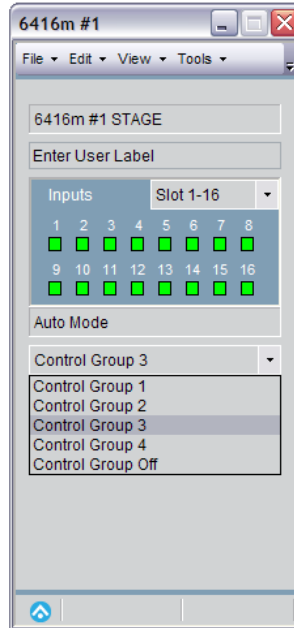 6416m #1
File Edit View Tools
6416m #1 STAGE
Enter User Label
Inputs Slot 1-16
1 2 3 4 5 6 7 8
9 10 11 12 13 14 15 16
Auto Mode
Control Group 3
Control Group 1
Control Group 2
Control Group 3
Control Group 4
Control Group Off